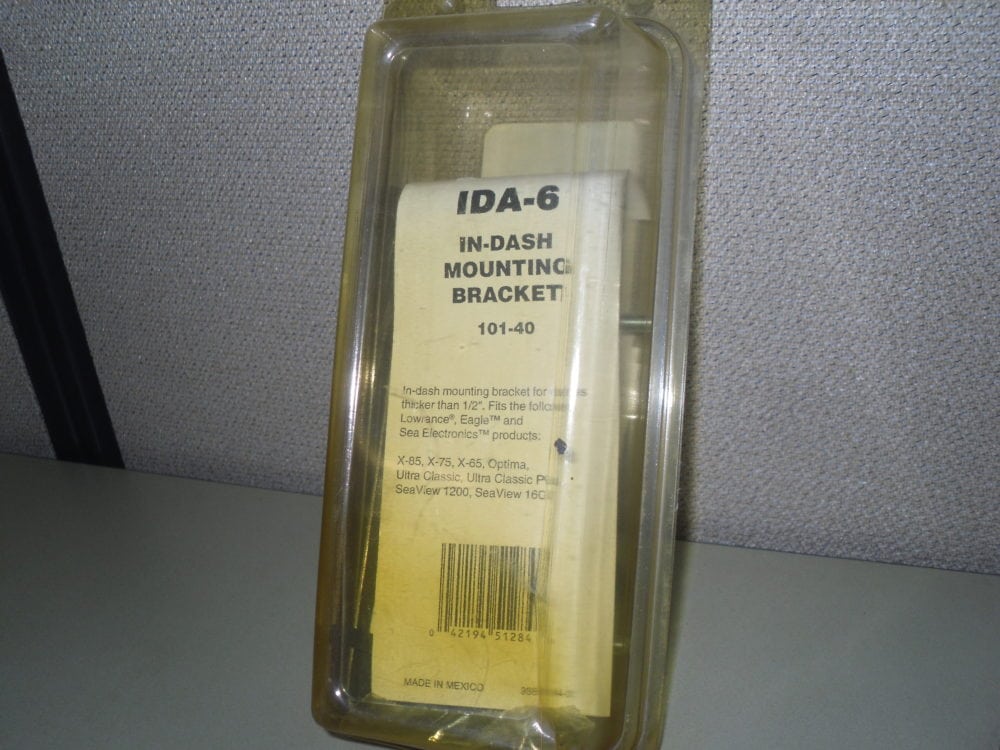 IDA-6
IN-DASH
MOUNTING
BRACKET
101-40
In-dash mounting bracket for
thicker than 1/2". Fits the
Lowrance®, Eagle™ and
Sea Electronics™ products:
X-85, X-75, X-65, Optima,
Ultra Classic, Ultra Classic
SeaView 1200, SeaView
0 42194 51284
MADE IN MEXICO